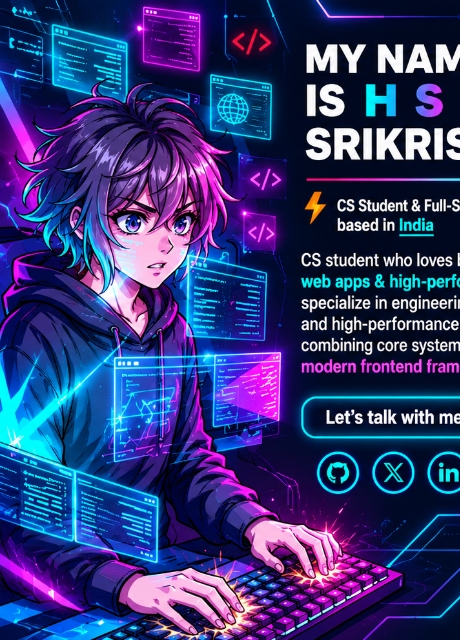 </>
</>
</>
MY NAM
IS H S
SRIKRIS
CS Student & Full-S
based in India
CS student who loves b
web apps & high-perfo
specialize in engineerin
and high-performance
combining core system
modern frontend fram
Let's talk with me
X
in